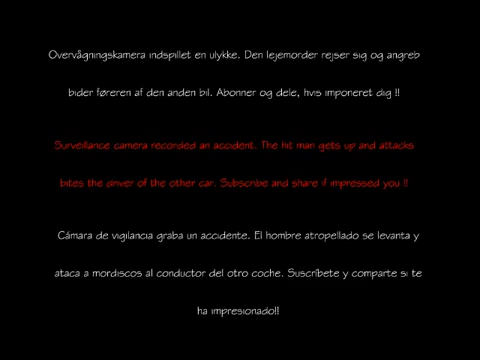 Overvågningskamera indspillet en ulykke. Den lejemorder rejser sig og angreb
bider føreren af den anden bil. Abonner og dele, hvis imponeret dig !!
Surveillance camera recorded an accident. The hit man gets up and attacks
bites the driver of the other car. Subscribe and share if impressed you !!
Cámara de vigilancia graba un accidente. El hombre atropellado se levanta y
ataca a mordiscos al conductor del otro coche. Suscríbete y comparte si te
ha impresionado!!